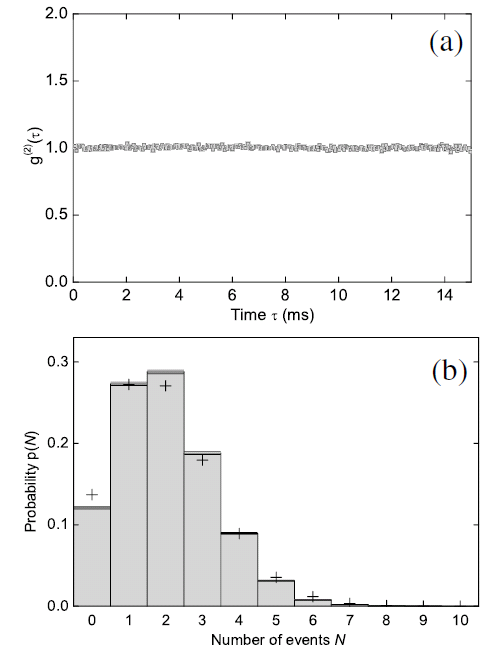 (a)
2.0
1.5
1.0
0.5
0.0
g⁽²⁾(τ)
0 2 4 6 8 10 12 14
Time τ (ms)
(b)
0.3
0.2
0.1
0.0
Probability p(N)
0 1 2 3 4 5 6 7 8 9 10
Number of events N